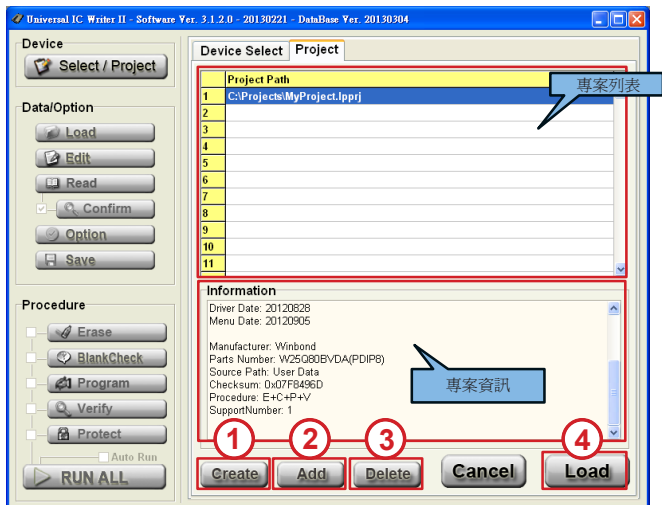 Universal IC Writer II - Software Ver. 3.1.2.0 - 20130221 - DataBase Ver. 20130304
Device
Select / Project
Data/Option
Load
Edit
Read
Confirm
Option
Save
Procedure
Erase
BlankCheck
Program
Verify
Protect
Auto Run
RUN ALL
Device Select Project
Project Path
1 C:\Projects\MyProject.lpprj
2
3
4
5
6
7
8
9
10
11
專案列表
Information
Driver Date: 20120828
Menu Date: 20120905
Manufacturer: Winbond
Parts Number: W25Q80BVDA(PDIP8)
Source Path: User Data
Checksum: 0x07F8496D
Procedure: E+C+P+V
SupportNumber: 1
專案資訊
1 2 3 4
Create Add Delete Cancel Load